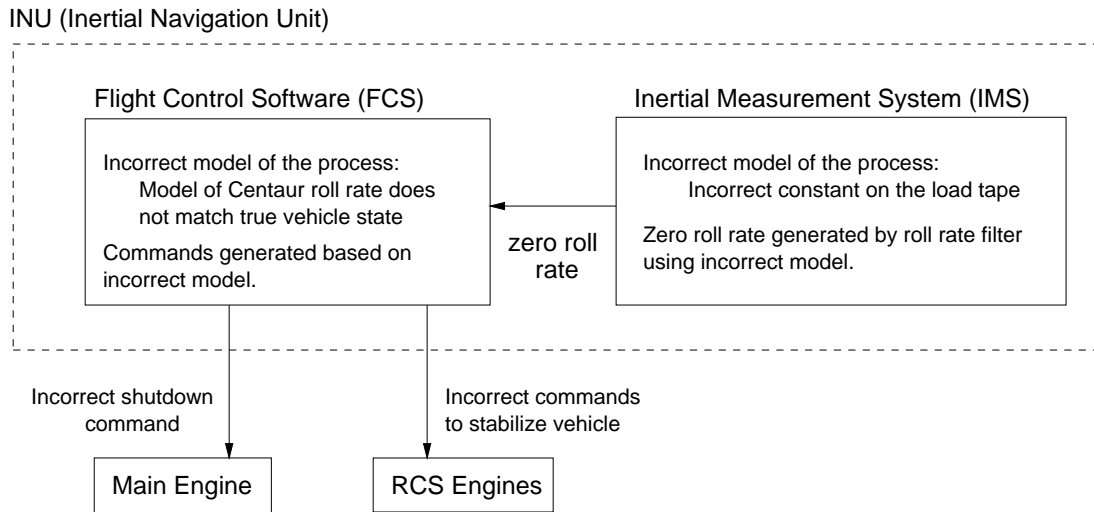 INU (Inertial Navigation Unit)
Flight Control Software (FCS)
Incorrect model of the process:
Model of Centaur roll rate does
not match true vehicle state
Commands generated based on
incorrect model.
zero roll
rate
Inertial Measurement System (IMS)
Incorrect model of the process:
Incorrect constant on the load tape
Zero roll rate generated by roll rate filter
using incorrect model.
Incorrect shutdown
command
Incorrect commands
to stabilize vehicle
Main Engine
RCS Engines